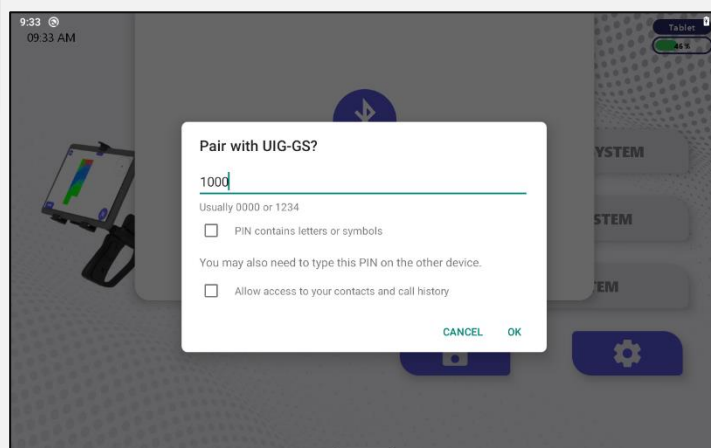 9:33
09:33 AM
Tablet
46%
Pair with UIG-GS?
1000
Usually 0000 or 1234
PIN contains letters or symbols
You may also need to type this PIN on the other device.
Allow access to your contacts and call history
CANCEL OK
YSTEM
STEM
EM